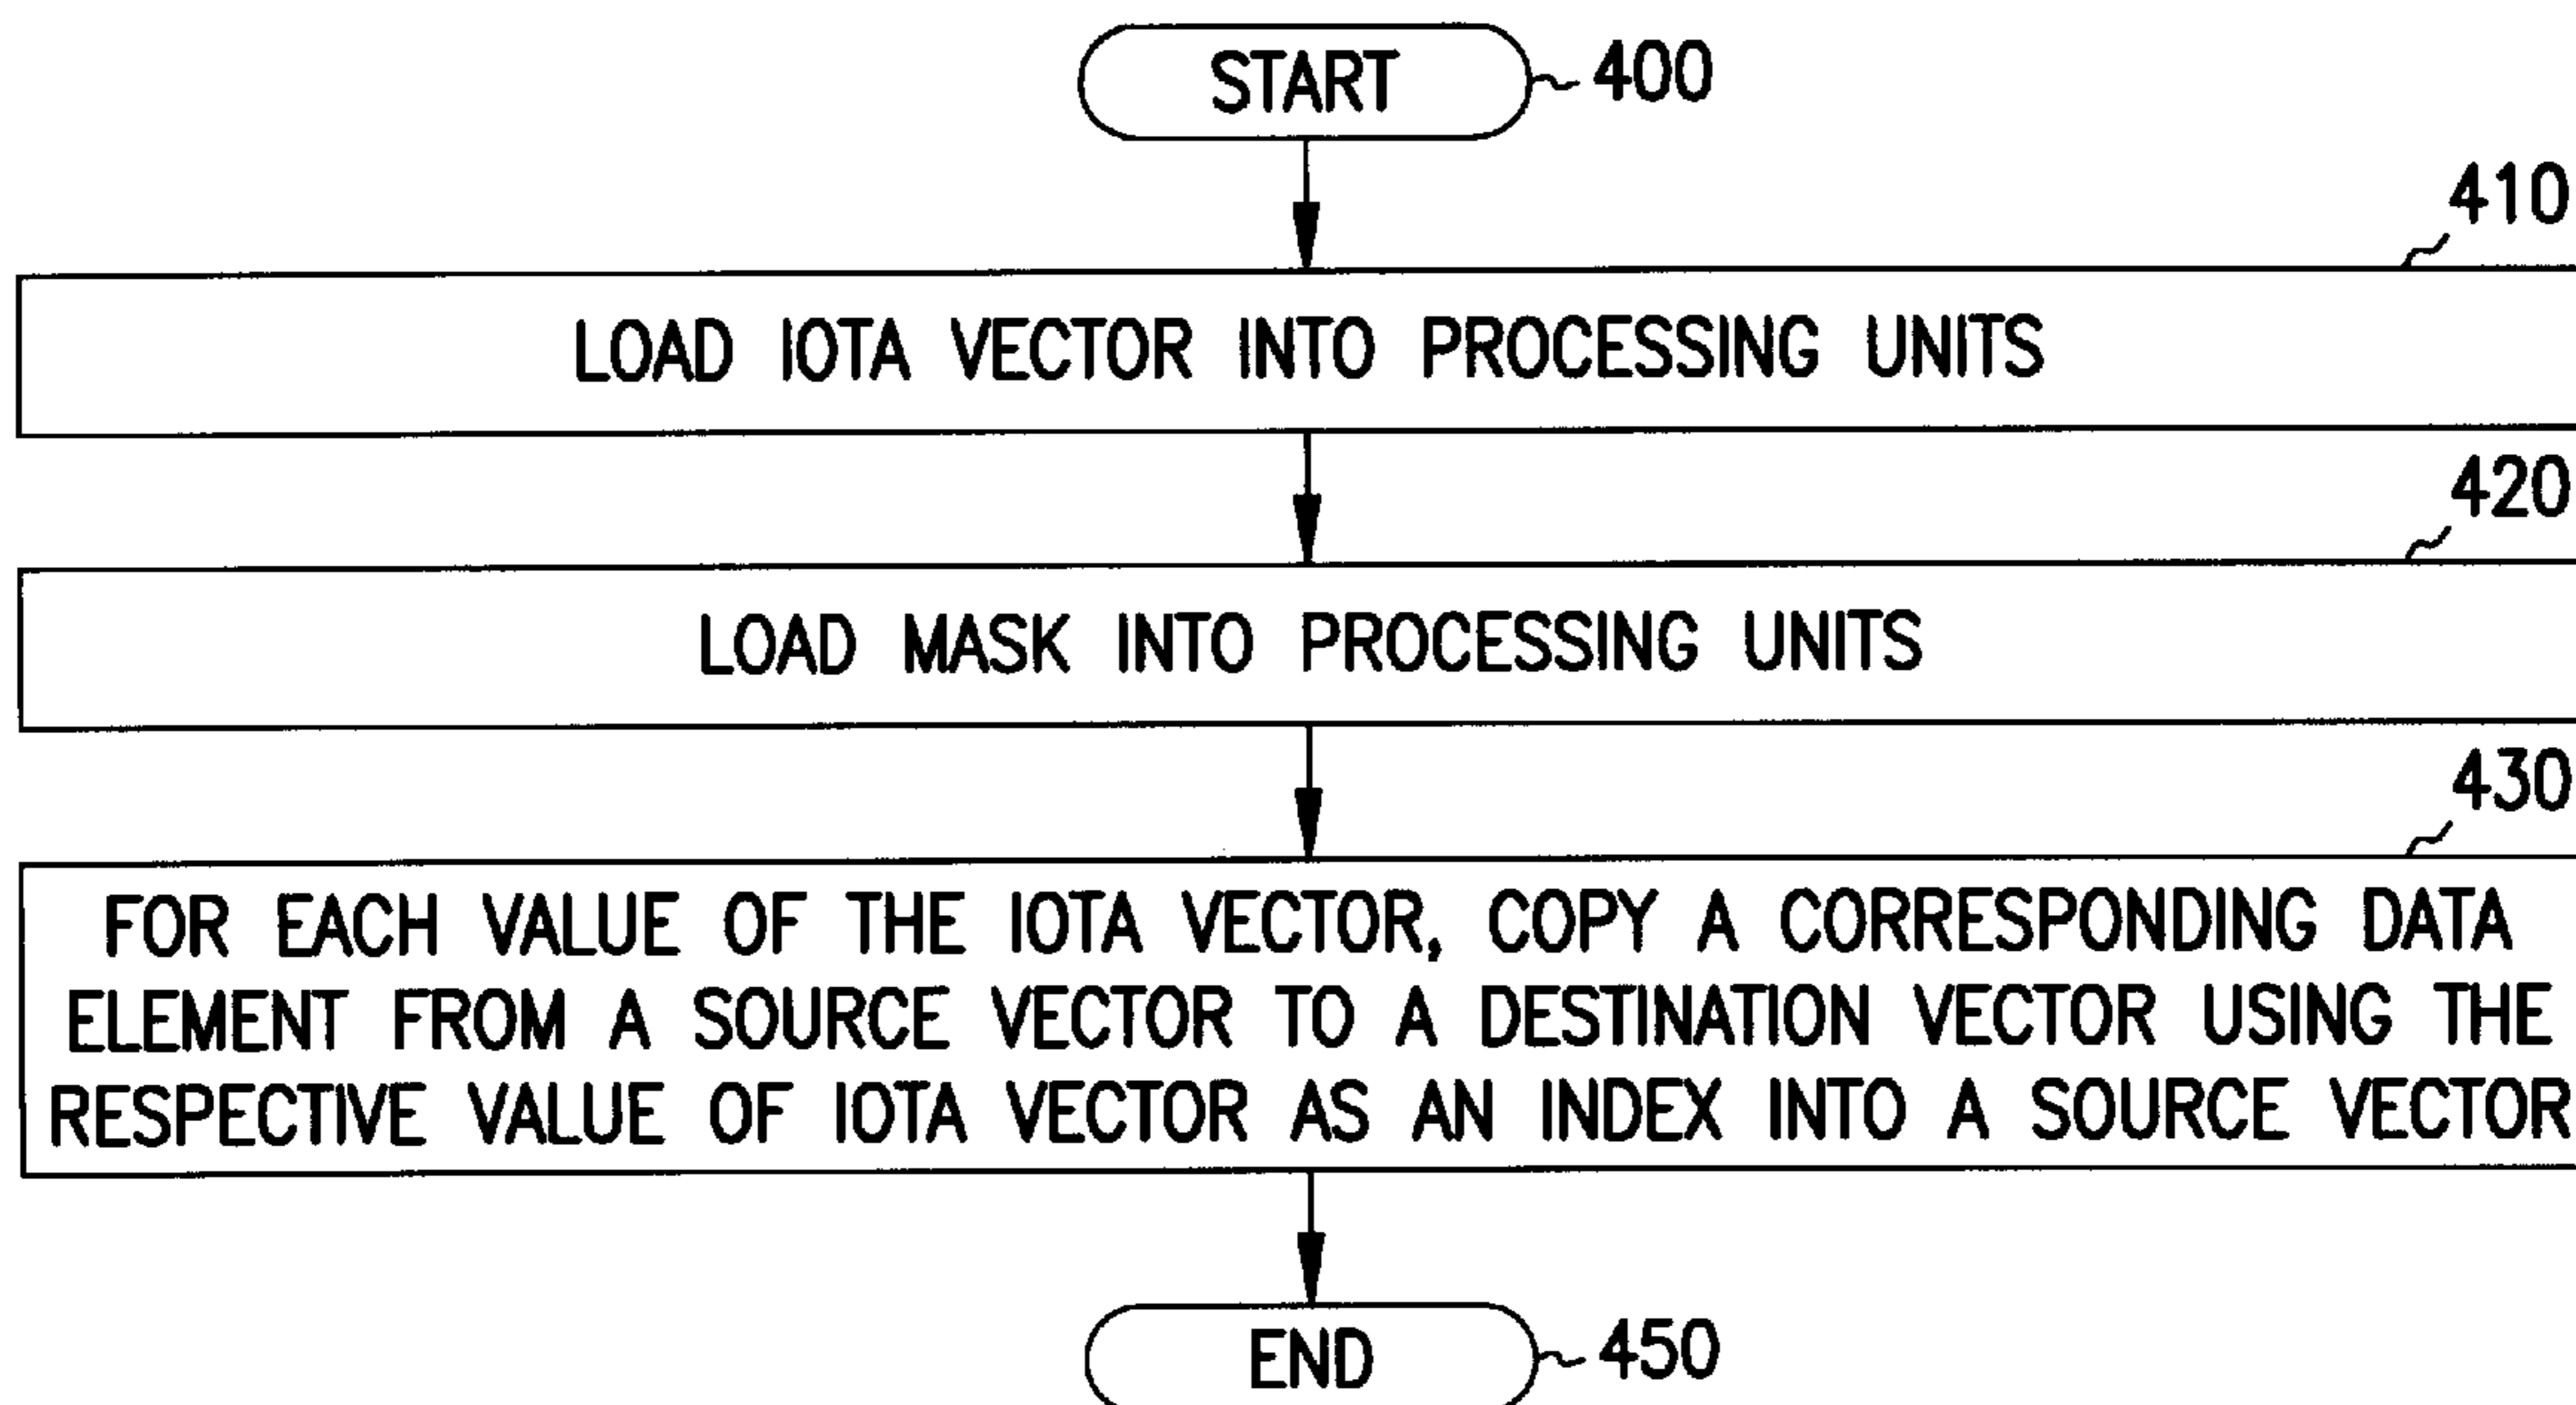 START
400
410
LOAD IOTA VECTOR INTO PROCESSING UNITS
420
LOAD MASK INTO PROCESSING UNITS
430
FOR EACH VALUE OF THE IOTA VECTOR, COPY A CORRESPONDING DATA
ELEMENT FROM A SOURCE VECTOR TO A DESTINATION VECTOR USING THE
RESPECTIVE VALUE OF IOTA VECTOR AS AN INDEX INTO A SOURCE VECTOR
END
450